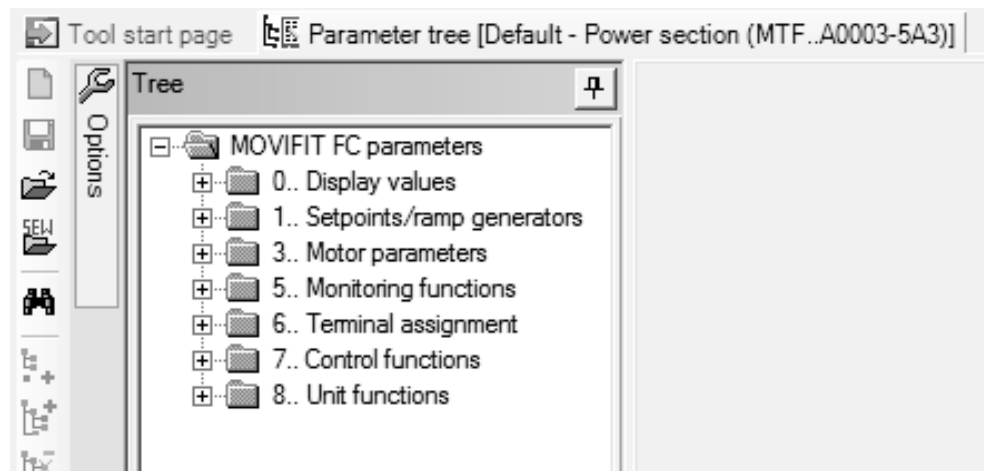 Tool start page
Parameter tree [Default - Power section (MTF..A0003-5A3)]
Options
Tree
MOVIFIT FC parameters
0.. Display values
1.. Setpoints/ramp generators
3.. Motor parameters
5.. Monitoring functions
6.. Terminal assignment
7.. Control functions
8.. Unit functions
SEW